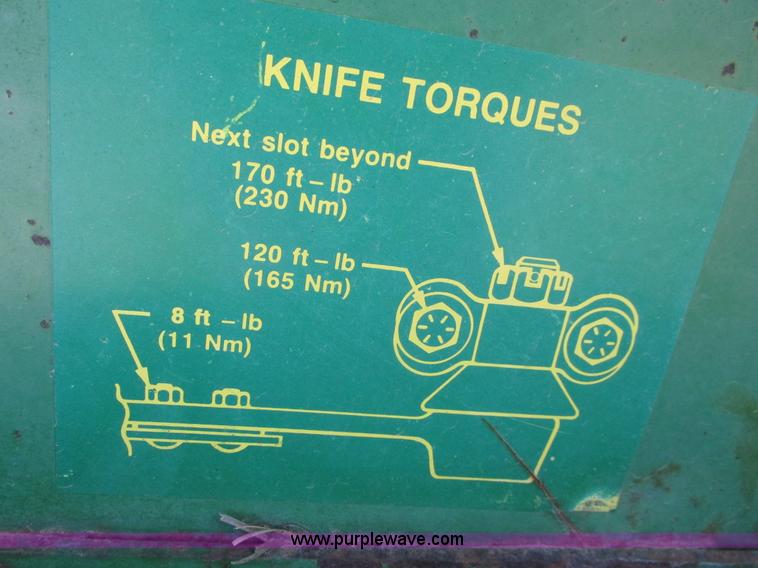 KNIFE TORQUES
Next slot beyond
170 ft-lb
(230 Nm)
120 ft-lb
(165 Nm)
8 ft-lb
(11 Nm)
www.purplewave.com